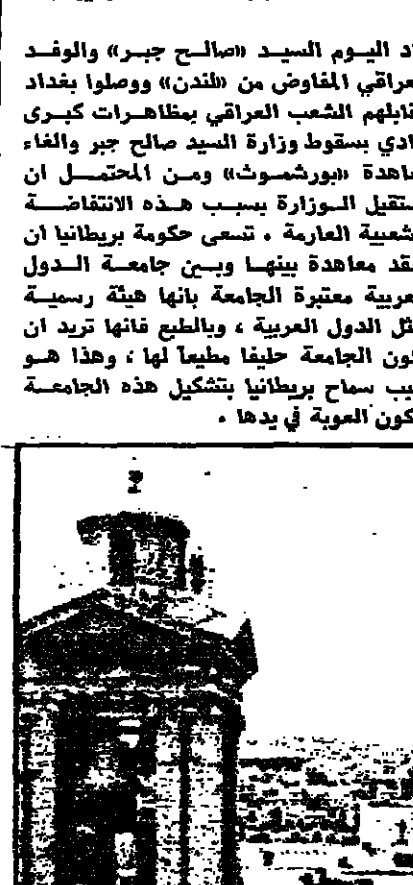 اد اليوم السيد «صالح جبر» والوفد
عراقي المفاوض من «لندن» ووصلوا بغداد
قابلهم الشعب العراقي بمظاهرات كبرى
ادي بسقوط وزارة السيد صالح جبر والغاء
عاهدة «بورشموث» ومن المحتمل ان
ستقيل الوزارة بسبب هذه الانتفاضة
شعبية العارمة ، تسعى حكومة بريطانيا ان
عقد معاهدة بينها وبين جامعة الدول
عربية معتبرة الجامعة بانها هيئة رسمية
مثل الدول العربية ، وبالطبع فانها تريد ان
كون الجامعة حليفا مطيعاً لها ، وهذا هو
سبب سماح بريطانيا بتشكيل هذه الجامعة
تكون العوبة في يدها .